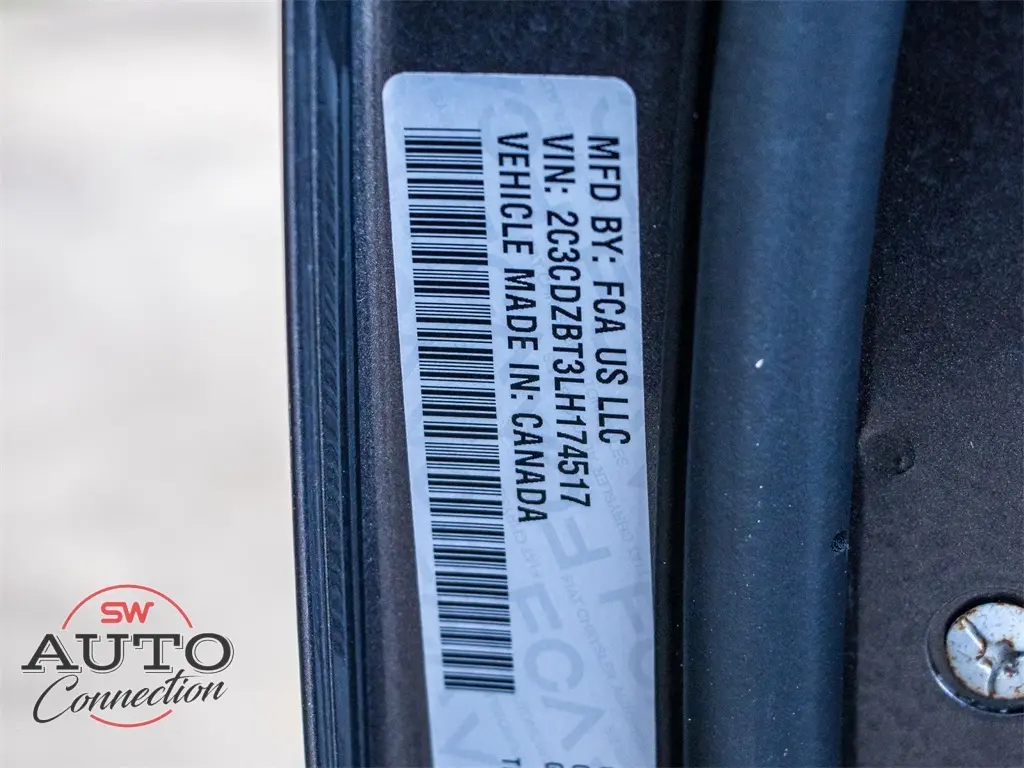 MFD BY: FCA US LLC
VIN: 2C3CDZBT3LH174517
VEHICLE MADE IN: CANADA
SW
AUTO
Connection